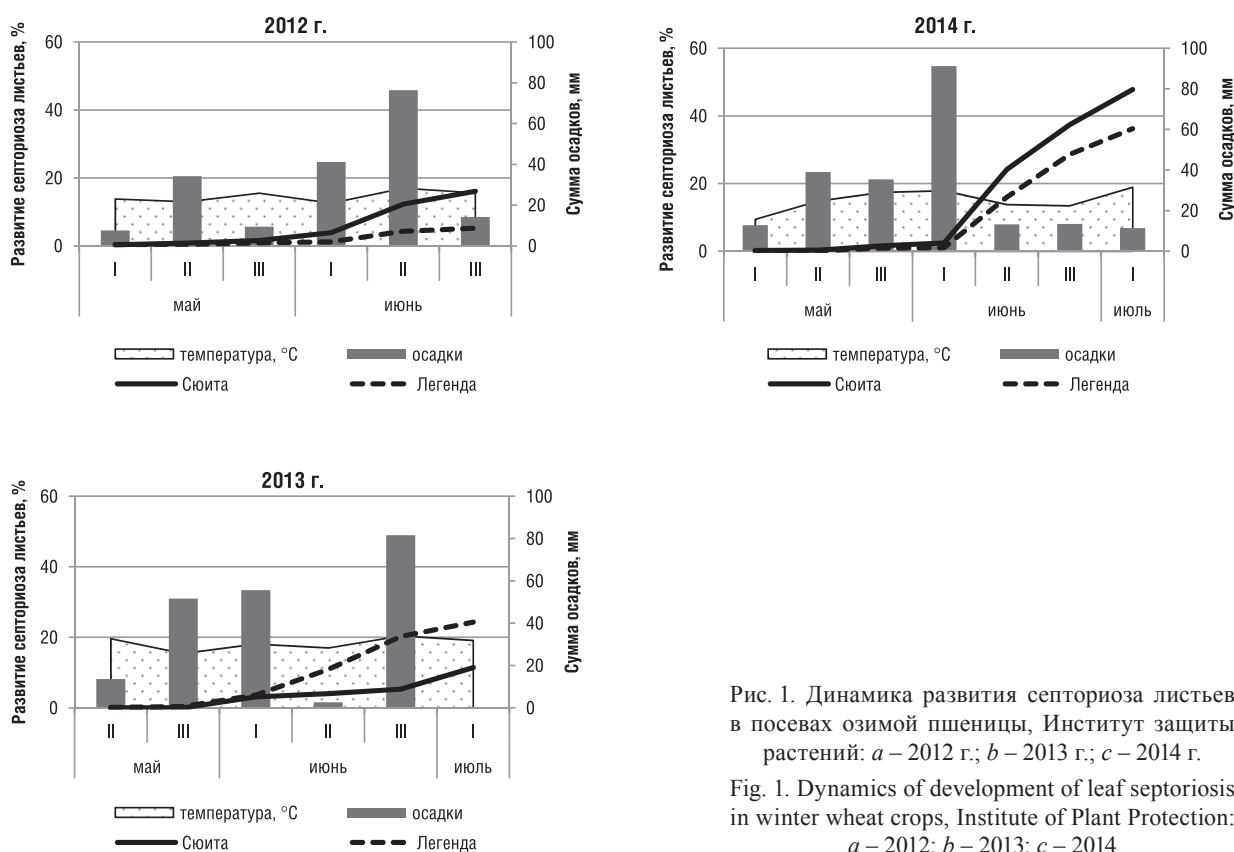 2012 г.
Развитие септориоза листьев, %
60
40
20
0
100
80
60
40
20
0
Сумма осадков, мм
I II III I II III
май июнь
температура, °C осадки
Сюита Легенда
2014 г.
Развитие септориоза листьев, %
60
40
20
0
100
80
60
40
20
0
Сумма осадков, мм
I II III I II III I
май июнь июль
температура, °C осадки
Сюита Легенда
2013 г.
Развитие септориоза листьев, %
60
40
20
0
100
80
60
40
20
0
Сумма осадков, мм
II III I II III I
май июнь июль
температура, °C осадки
Сюита Легенда
Рис. 1. Динамика развития септориоза листьев
в посевах озимой пшеницы, Институт защиты
растений: a – 2012 г.; b – 2013 г.; c – 2014 г.
Fig. 1. Dynamics of development of leaf septoriosis
in winter wheat crops, Institute of Plant Protection:
a – 2012; b – 2013; c – 2014